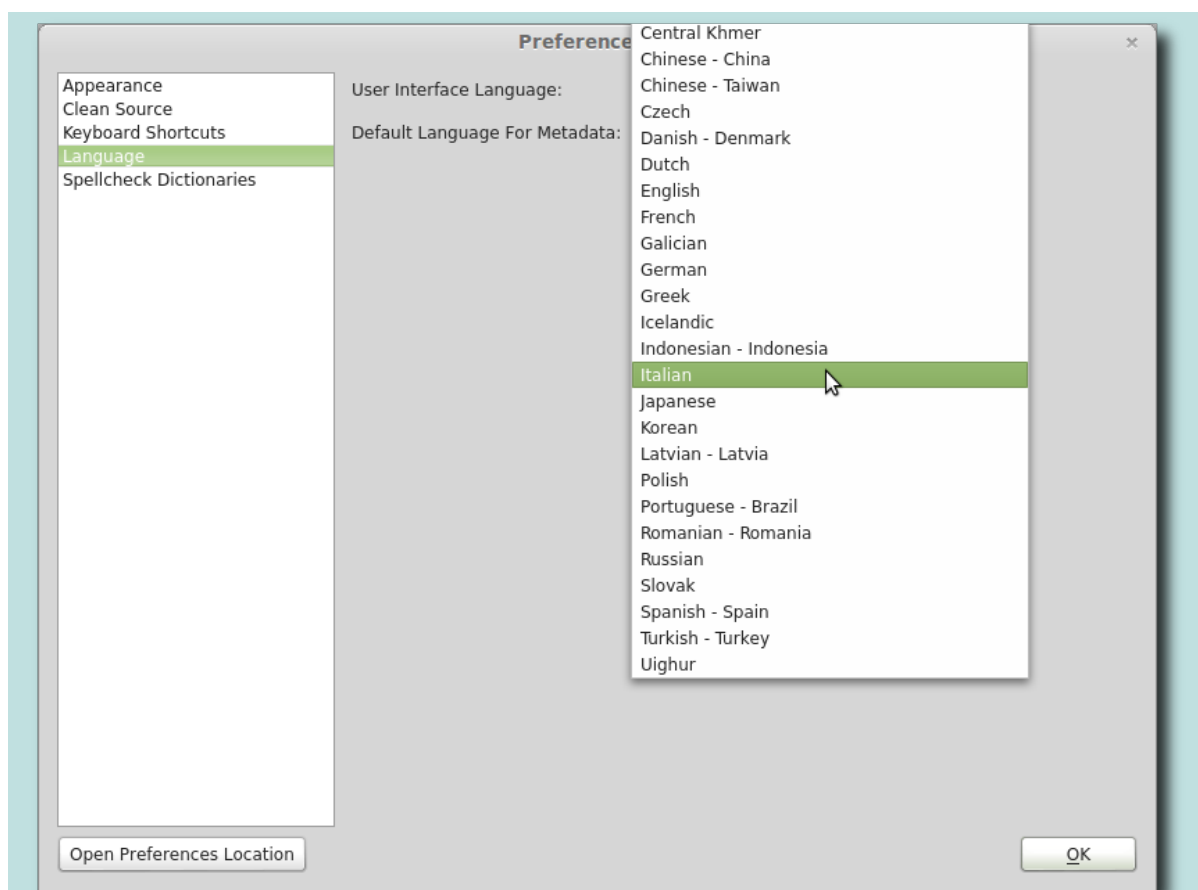 Preference
Appearance
Clean Source
Keyboard Shortcuts
Language
Spellcheck Dictionaries
User Interface Language:
Default Language For Metadata:
Central Khmer
Chinese - China
Chinese - Taiwan
Czech
Danish - Denmark
Dutch
English
French
Galician
German
Greek
Icelandic
Indonesian - Indonesia
Italian
Japanese
Korean
Latvian - Latvia
Polish
Portuguese - Brazil
Romanian - Romania
Russian
Slovak
Spanish - Spain
Turkish - Turkey
Uighur
Open Preferences Location
OK